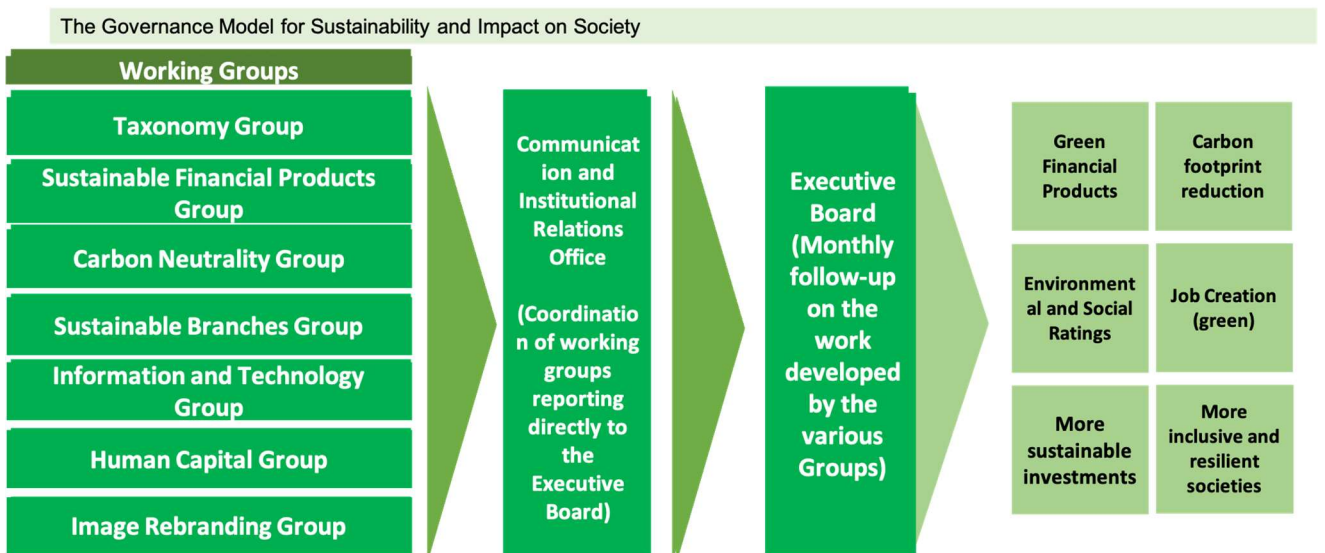 The Governance Model for Sustainability and Impact on Society
Working Groups
Taxonomy Group
Sustainable Financial Products
Group
Carbon Neutrality Group
Sustainable Branches Group
Information and Technology
Group
Human Capital Group
Image Rebranding Group
Communicat
ion and
Institutional
Relations
Office
(Coordinatio
n of working
groups
reporting
directly to
the
Executive
Board)
Executive
Board
(Monthly
follow-up
on the
work
developed
by the
various
Groups)
Green
Financial
Products
Carbon
footprint
reduction
Environment
al and Social
Ratings
Job Creation
(green)
More
sustainable
investments
More
inclusive and
resilient
societies